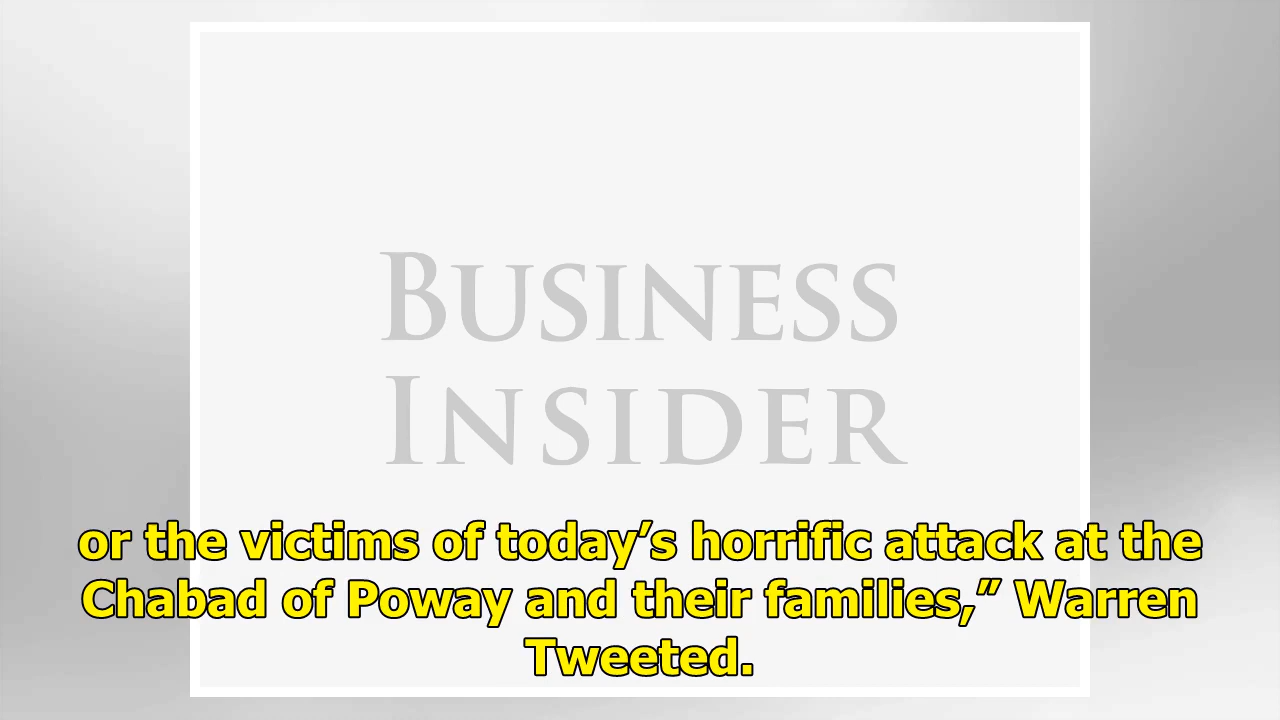 BUSINESS
INSIDER
or the victims of today’s horrific attack at the
Chabad of Poway and their families,” Warren
Tweeted.